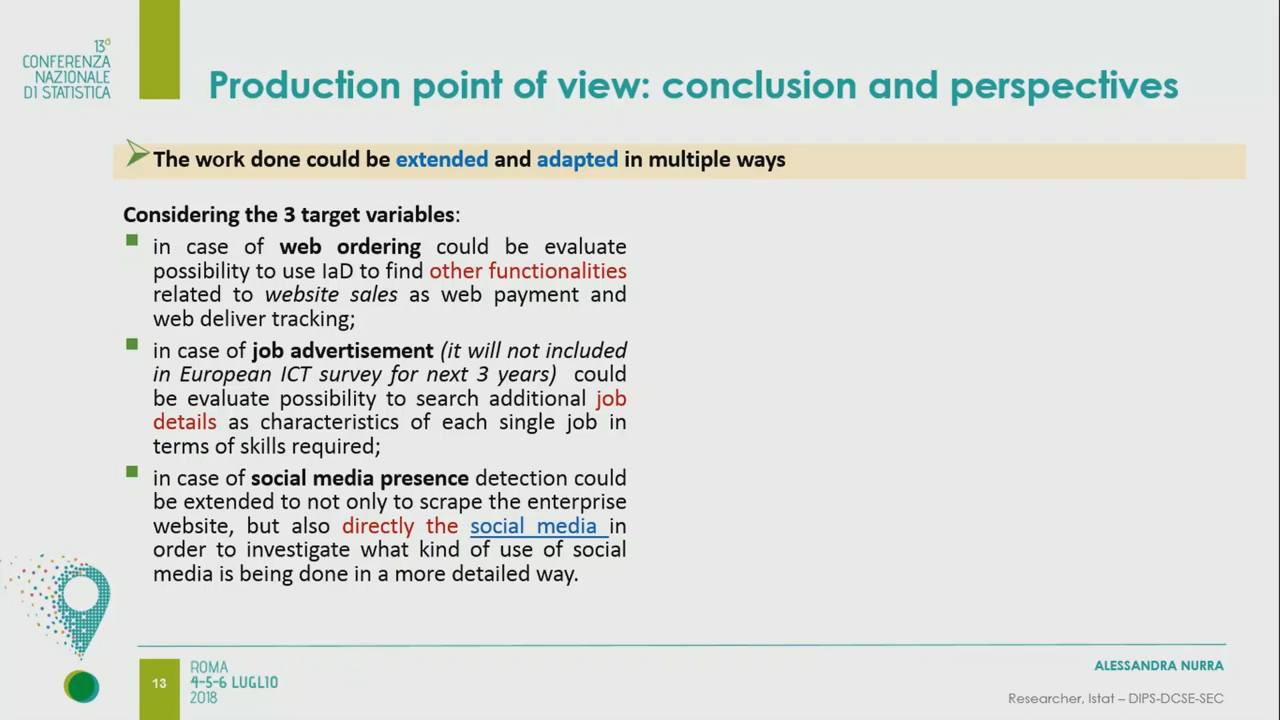 13ª
CONFERENZA
NAZIONALE
DI STATISTICA
Production point of view: conclusion and perspectives
The work done could be extended and adapted in multiple ways
Considering the 3 target variables:
in case of web ordering could be evaluate
possibility to use IaD to find other functionalities
related to website sales as web payment and
web deliver tracking;
in case of job advertisement (it will not included
in European ICT survey for next 3 years) could
be evaluate possibility to search additional job
details as characteristics of each single job in
terms of skills required;
in case of social media presence detection could
be extended to not only to scrape the enterprise
website, but also directly the social media in
order to investigate what kind of use of social
media is being done in a more detailed way.
13
ROMA
4-5-6 LUGLIO
2018
ALESSANDRA NURRA
Researcher, Istat – DIPS-DCSE-SEC